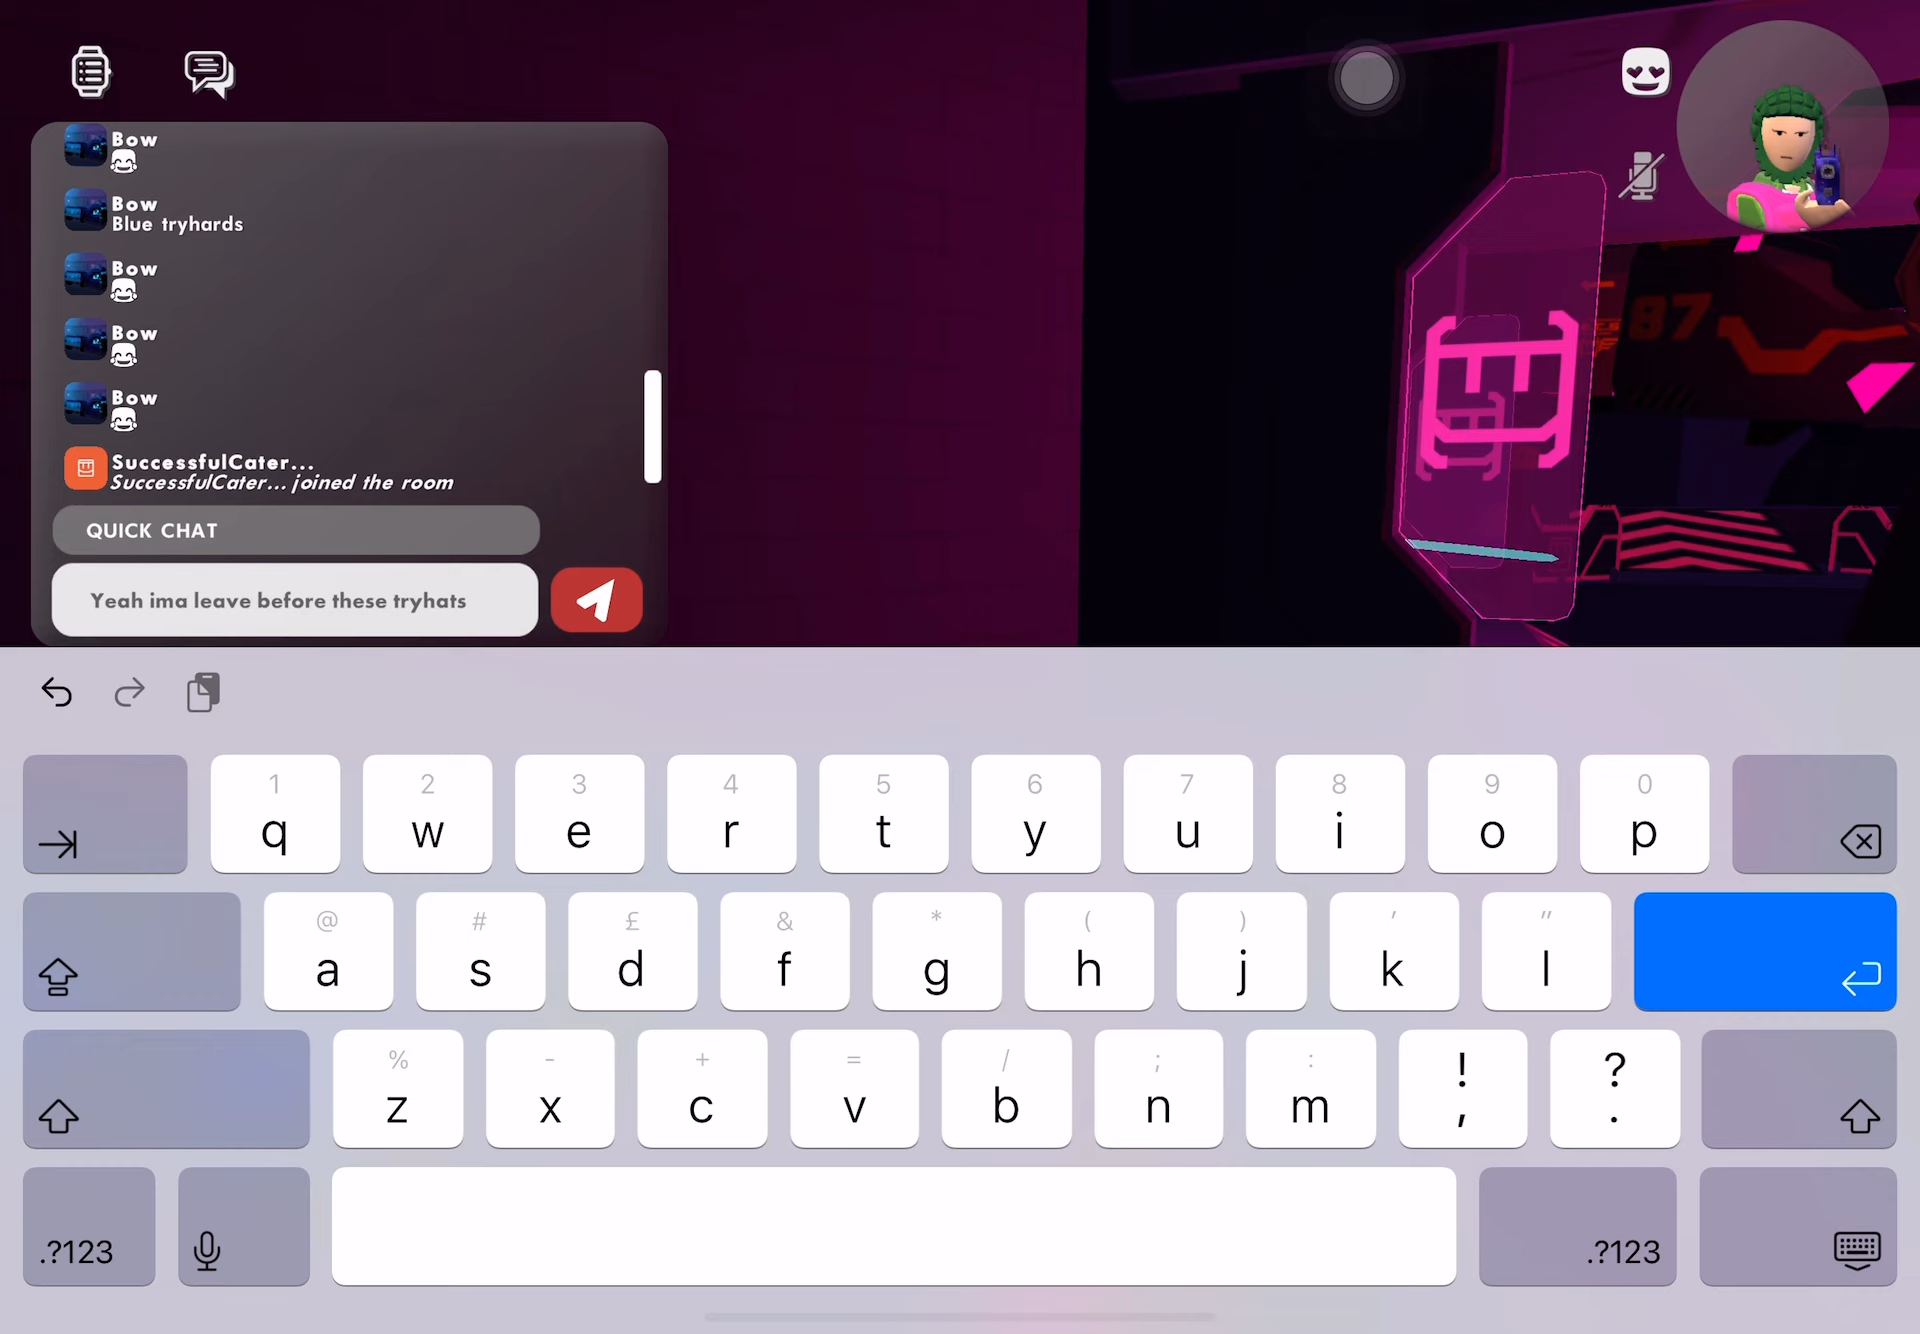 Bow
Bow
Blue tryhards
Bow
Bow
Bow
SuccessfulCater...
SuccessfulCater... joined the room
QUICK CHAT
Yeah ima leave before these tryhats
87
1 2 3 4 5 6 7 8 9 0
q w e r t y u i o p
@ # £ & * ( ) ' "
a s d f g h j k l
% - + = / ; : ! ?
z x c v b n m , .
.?123 .?123